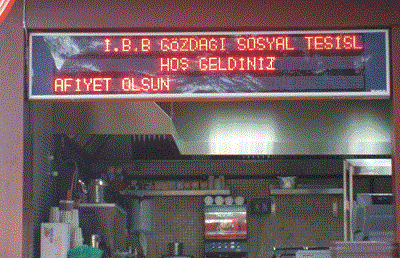 İ.B.B GÖZDAĞI SOSYAL TESİSL
HOŞ GELDİNİZ
AFİYET OLSUN